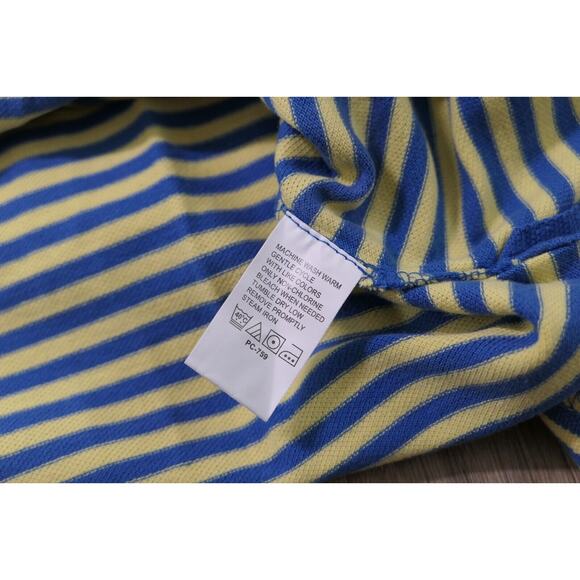 MACHINE WASH WARM
GENTLE CYCLE
WITH LIKE COLORS
ONLY NON-CHLORINE
BLEACH WHEN NEEDED
TUMBLE DRY LOW
REMOVE PROMPTLY
STEAM IRON
40°C
PC-759